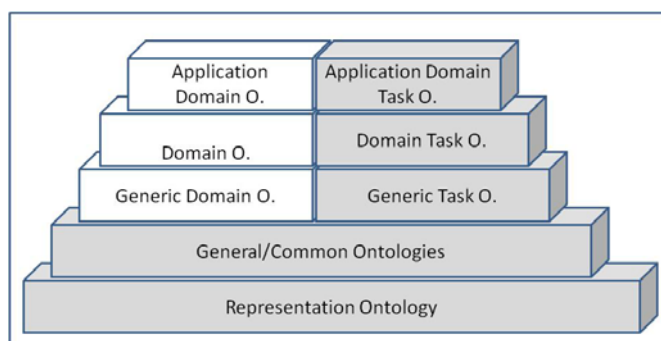 Application
Domain O.
Application Domain
Task O.
Domain O.
Domain Task O.
Generic Domain O.
Generic Task O.
General/Common Ontologies
Representation Ontology